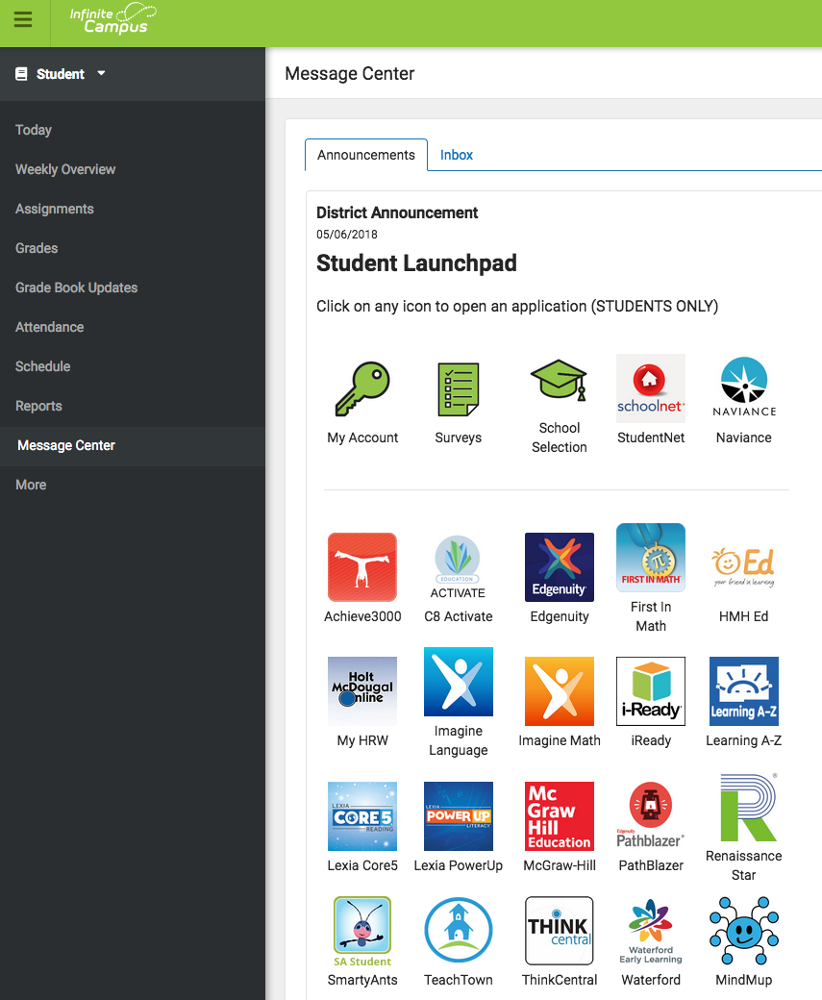 Infinite
Campus
Student
Message Center
Today
Weekly Overview
Assignments
Grades
Grade Book Updates
Attendance
Schedule
Reports
Message Center
More
Announcements
Inbox
District Announcement
05/06/2018
Student Launchpad
Click on any icon to open an application (STUDENTS ONLY)
schoolnet
NAVIANCE
My Account
Surveys
School
Selection
StudentNet
Naviance
EDUCATION
ACTIVATE
Edgenuity
FIRST IN MATH
Ed
your friend in learning
Achieve3000
C8 Activate
Edgenuity
First In
Math
HMH Ed
Holt
McDougal
Online
i-Ready
Learning A-Z
My HRW
Imagine
Language
Imagine Math
iReady
Learning A-Z
LEXIA
CORE5
READING
LEXIA
POWER UP
LITERACY
Mc
Graw
Hill
Education
Edgenuity
Pathblazer®
R
Lexia Core5
Lexia PowerUp
McGraw-Hill
PathBlazer
Renaissance
Star
SA Student
THINK
central
Waterford
Early Learning
SmartyAnts
TeachTown
ThinkCentral
Waterford
MindMup